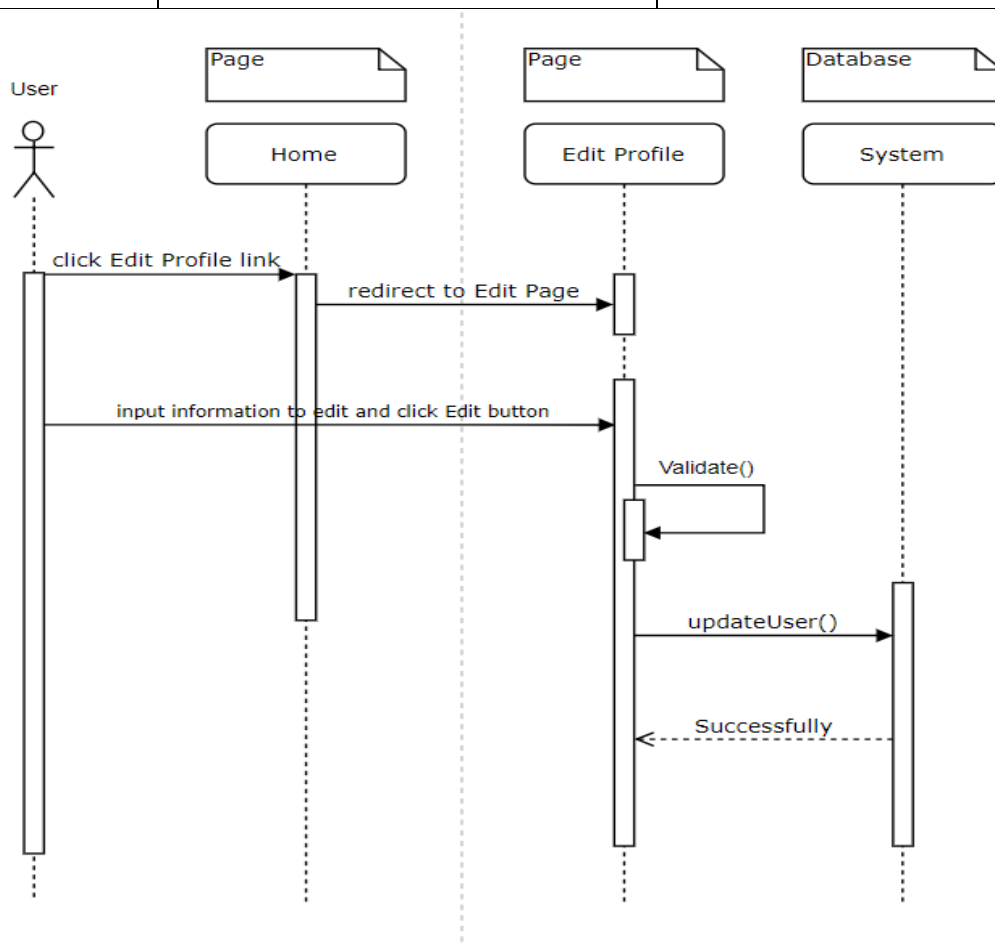 Page
Page
Database
User
Home
Edit Profile
System
click Edit Profile link
redirect to Edit Page
input information to edit and click Edit button
Validate()
updateUser()
Successfully